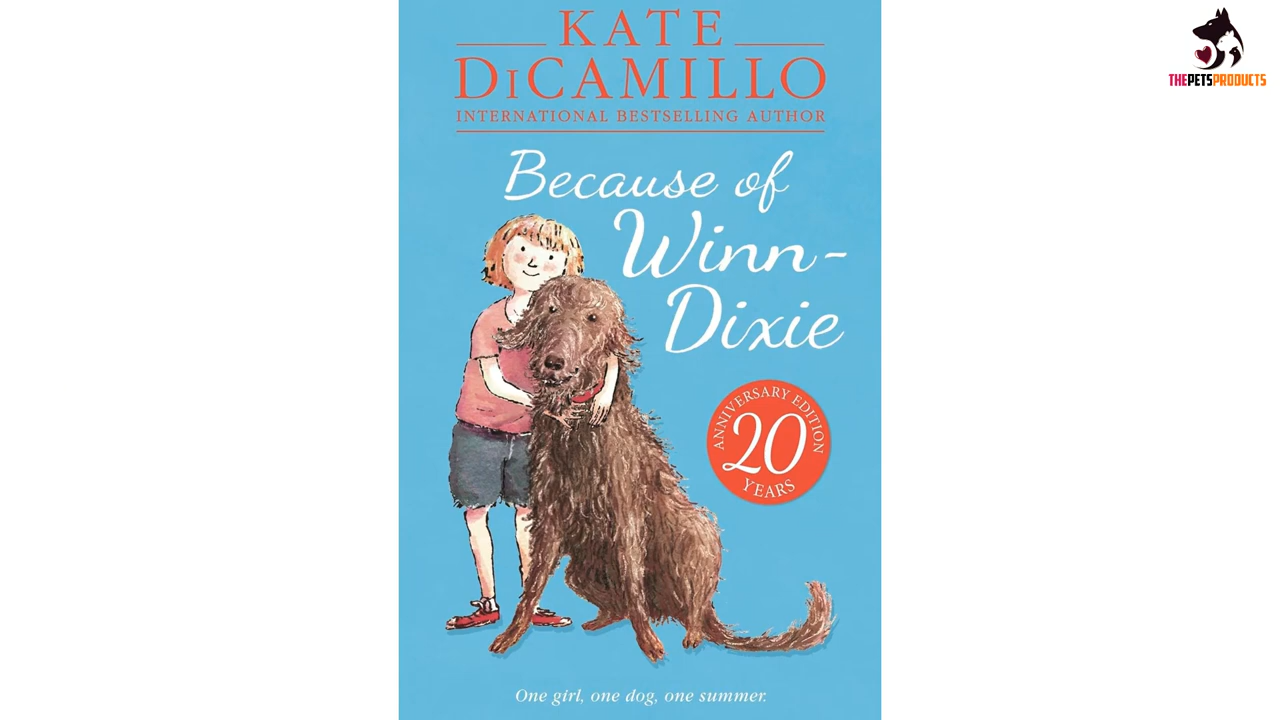 KATE
DiCAMILLO
INTERNATIONAL BESTSELLING AUTHOR
Because of
Winn-
Dixie
ANNIVERSARY EDITION
20
YEARS
One girl, one dog, one summer.
THEPETSPRODUCTS